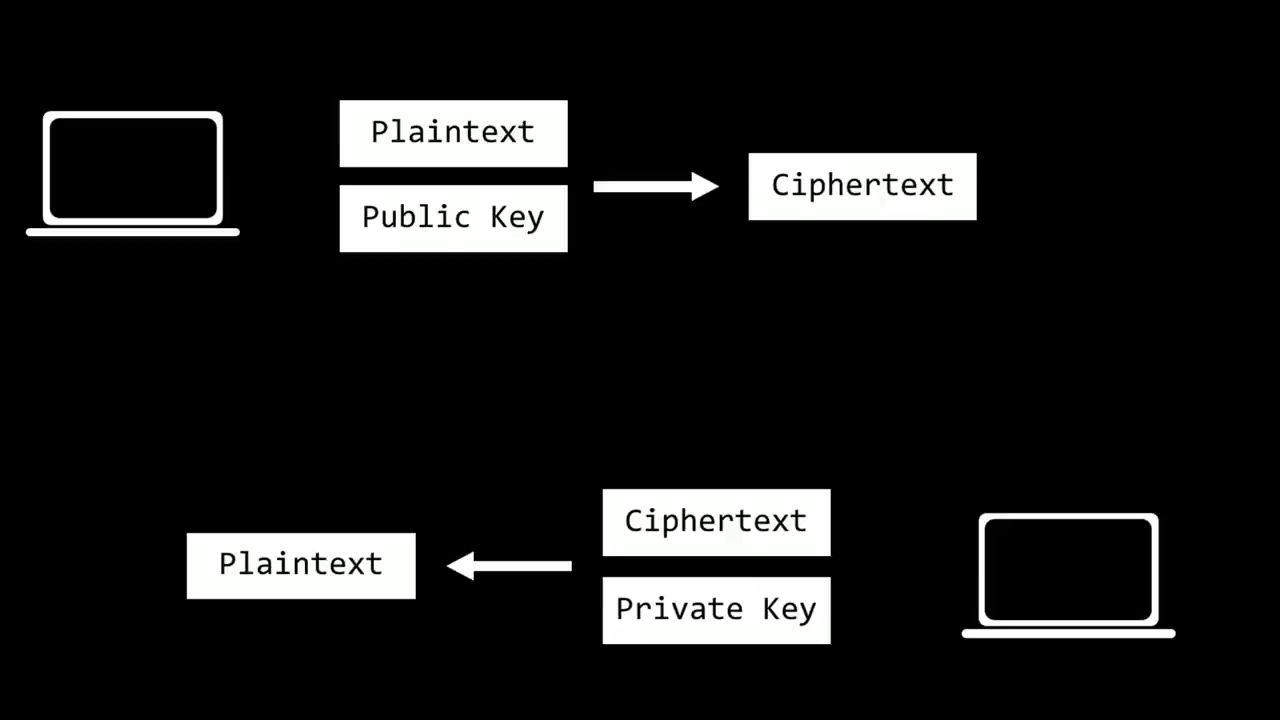 Plaintext
Public Key
Ciphertext
Ciphertext
Plaintext
Private Key